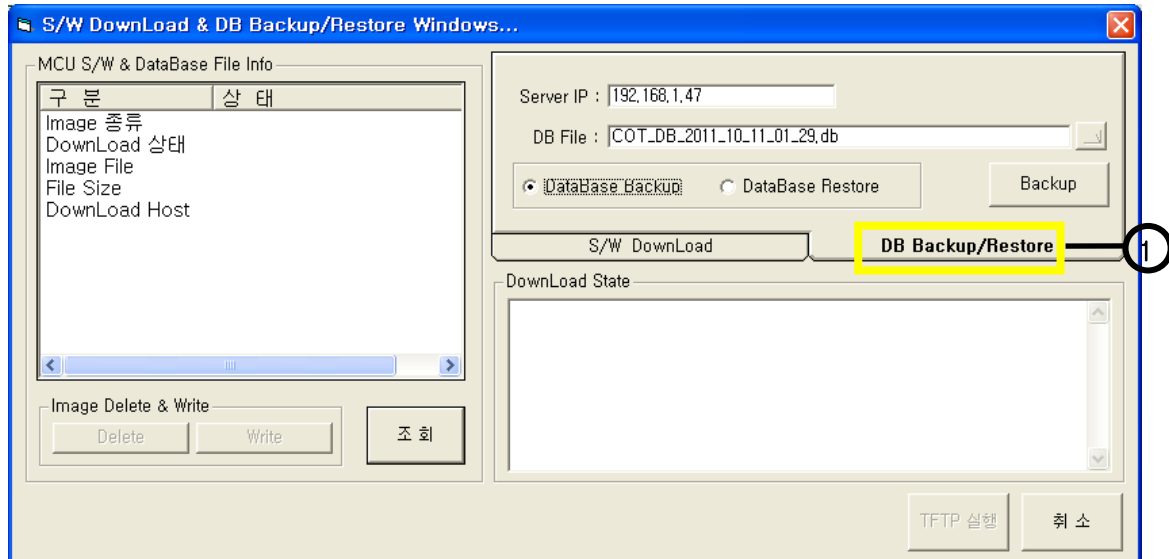 S/W DownLoad & DB Backup/Restore Windows...
MCU S/W & DataBase File Info
구 분 상 태
Image 종류
DownLoad 상태
Image File
File Size
DownLoad Host
Image Delete & Write
Delete Write
조 회
Server IP : 192,168,1,47
DB File : COT_DB_2011_10_11_01_29,db
DataBase Backup DataBase Restore
Backup
S/W DownLoad DB Backup/Restore
1
DownLoad State
TFTP 실행 취 소